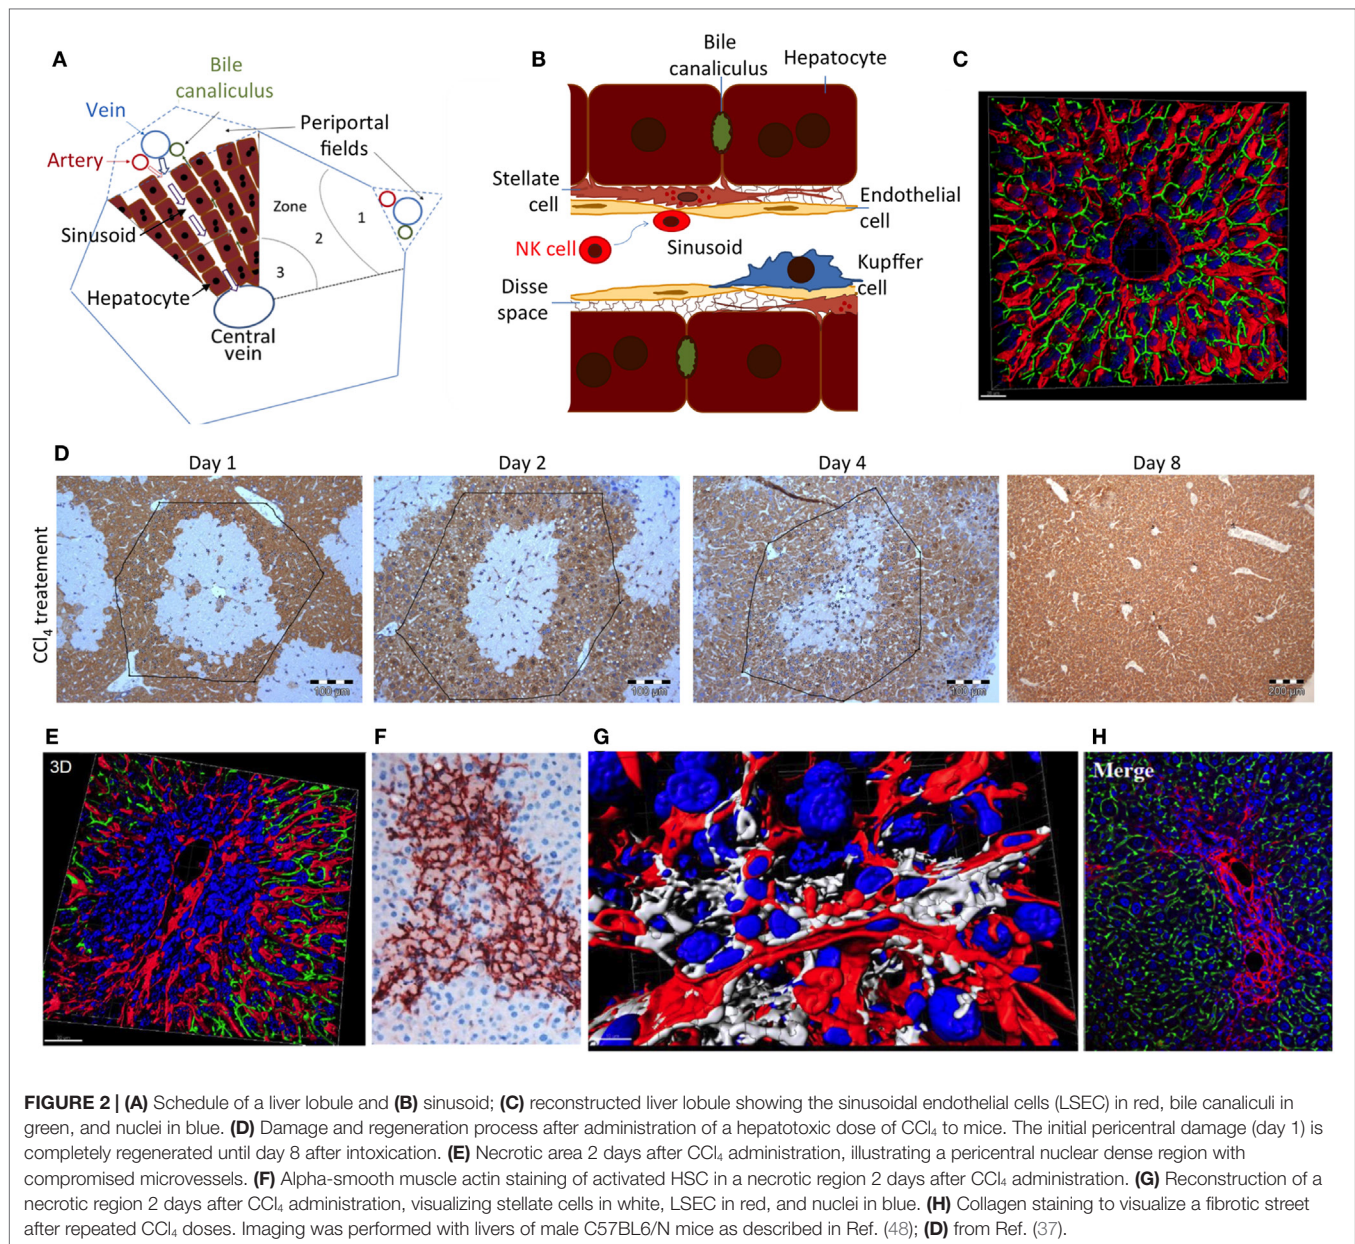 A
Bile
canaliculus
Vein
Periportal
fields
Artery
Zone
1
2
3
Sinusoid
Hepatocyte
Central
vein
B
Bile
canaliculus
Hepatocyte
Stellate
cell
Endothelial
cell
NK cell
Sinusoid
Kupffer
cell
Disse
space
C
D
Day 1
Day 2
Day 4
Day 8
CCl₄ treatement
100 µm
100 µm
100 µm
200 µm
E
3D
F
G
H
Merge
FIGURE 2 | (A) Schedule of a liver lobule and (B) sinusoid; (C) reconstructed liver lobule showing the sinusoidal endothelial cells (LSEC) in red, bile canaliculi in
green, and nuclei in blue. (D) Damage and regeneration process after administration of a hepatotoxic dose of CCl₄ to mice. The initial pericentral damage (day 1) is
completely regenerated until day 8 after intoxication. (E) Necrotic area 2 days after CCl₄ administration, illustrating a pericentral nuclear dense region with
compromised microvessels. (F) Alpha-smooth muscle actin staining of activated HSC in a necrotic region 2 days after CCl₄ administration. (G) Reconstruction of a
necrotic region 2 days after CCl₄ administration, visualizing stellate cells in white, LSEC in red, and nuclei in blue. (H) Collagen staining to visualize a fibrotic street
after repeated CCl₄ doses. Imaging was performed with livers of male C57BL6/N mice as described in Ref. (48); (D) from Ref. (37).